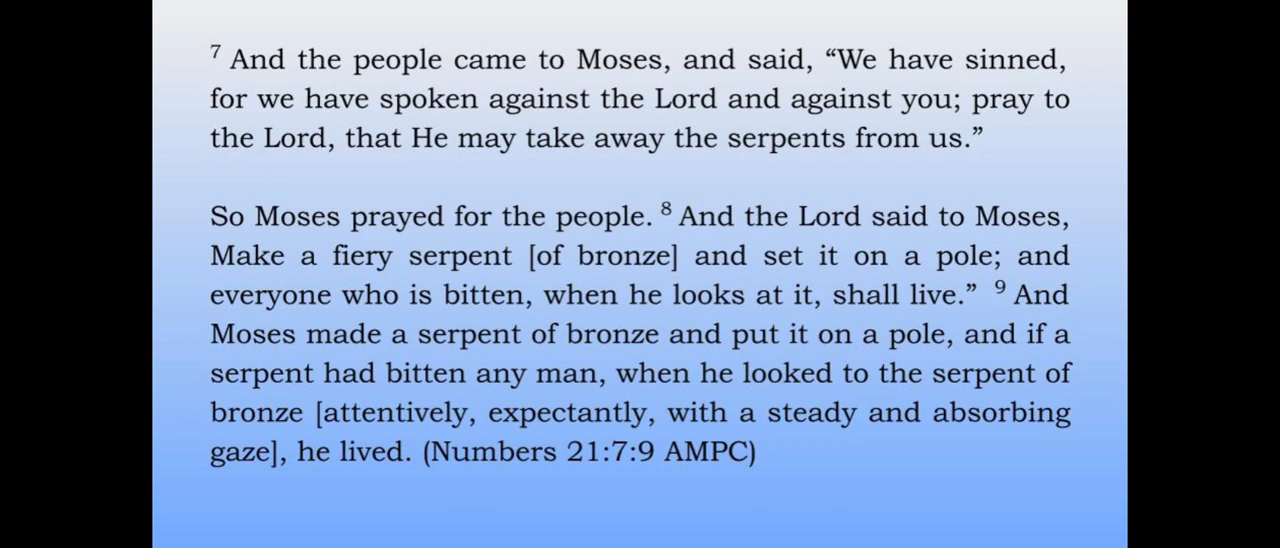 7 And the people came to Moses, and said, “We have sinned,
for we have spoken against the Lord and against you; pray to
the Lord, that He may take away the serpents from us.”
So Moses prayed for the people. 8 And the Lord said to Moses,
Make a fiery serpent [of bronze] and set it on a pole; and
everyone who is bitten, when he looks at it, shall live.” 9 And
Moses made a serpent of bronze and put it on a pole, and if a
serpent had bitten any man, when he looked to the serpent of
bronze [attentively, expectantly, with a steady and absorbing
gaze], he lived. (Numbers 21:7:9 AMPC)